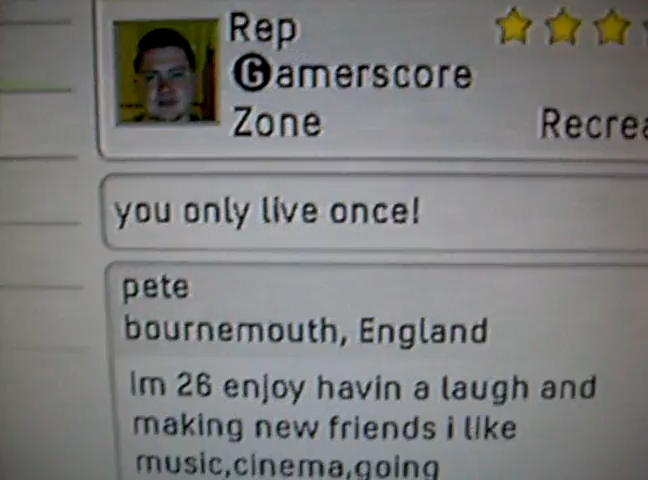 Rep
Gamerscore
Zone
you only live once!
pete
bournemouth, England
Im 26 enjoy havin a laugh and
making new friends i like
music,cinema,going